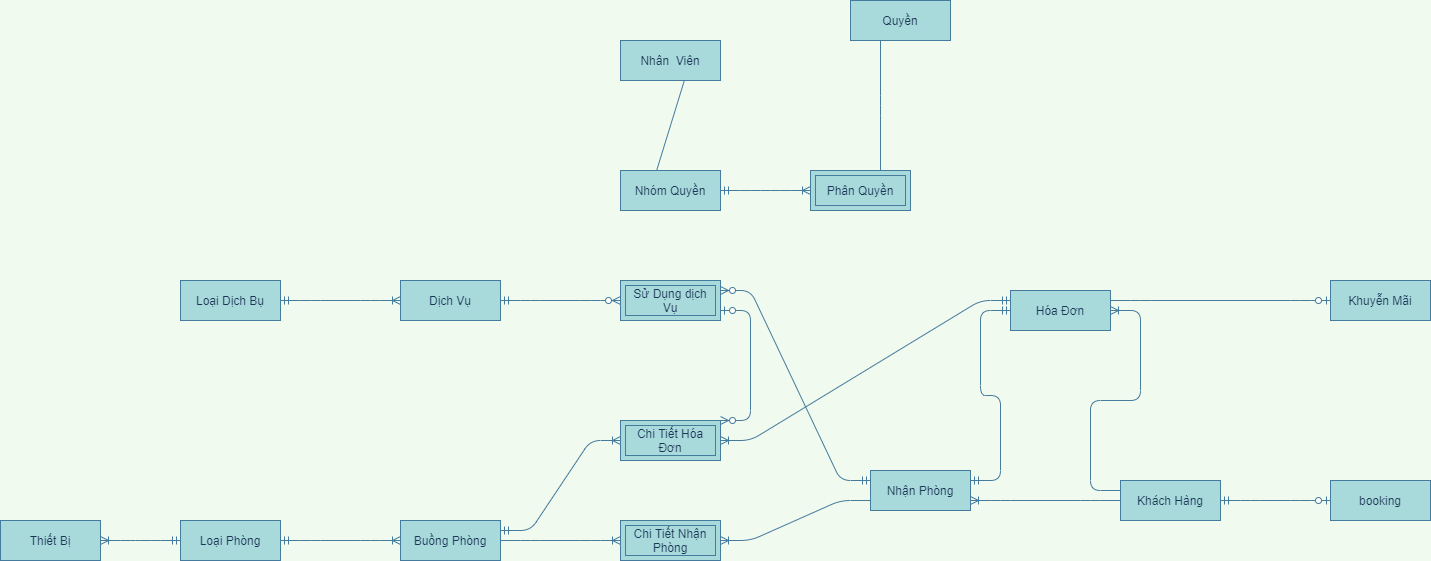 Quyền
Nhân Viên
Nhóm Quyền
Phân Quyền
Loại Dịch Bụ
Dịch Vụ
Sử Dụng dịch
Vụ
Hóa Đơn
Khuyễn Mãi
Chi Tiết Hóa
Đơn
Nhận Phòng
Khách Hàng
booking
Thiết Bị
Loại Phòng
Buồng Phòng
Chi Tiết Nhận
Phòng